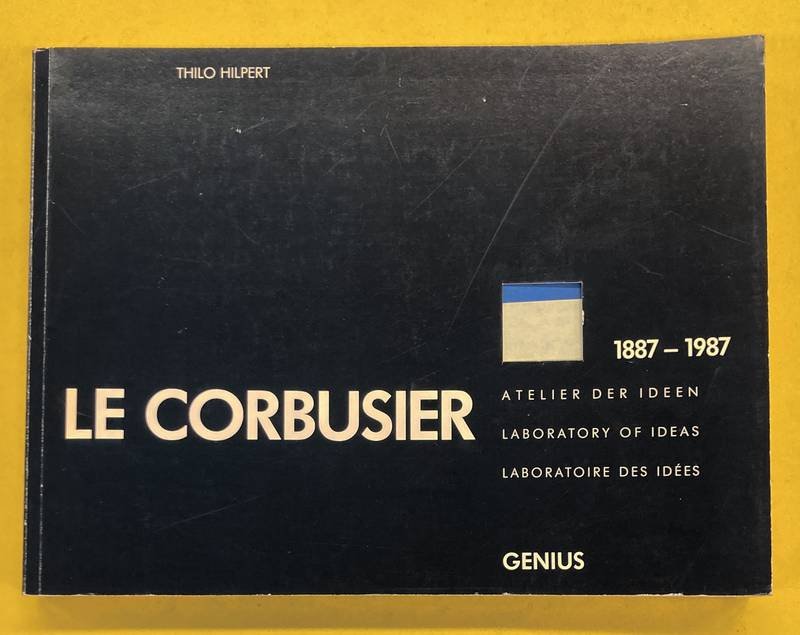 THILO HILPERT
1887 – 1987
LE CORBUSIER
ATELIER DER IDEEN
LABORATORY OF IDEAS
LABORATOIRE DES IDÉES
GENIUS